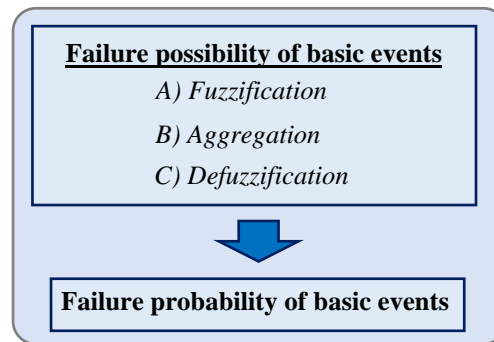 Failure possibility of basic events
A) Fuzzification
B) Aggregation
C) Defuzzification
Failure probability of basic events